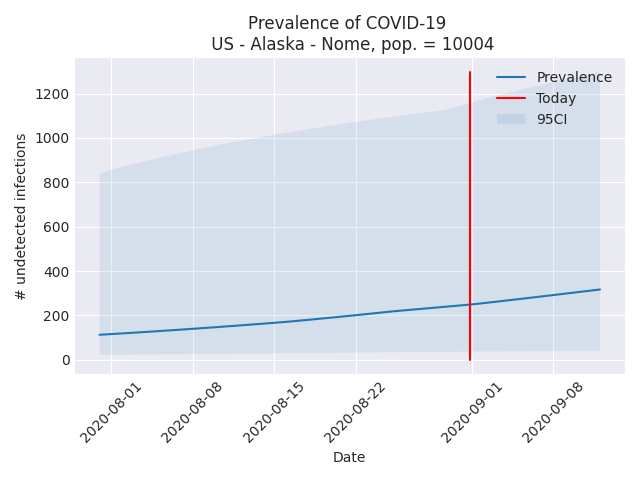 Prevalence of COVID-19
US - Alaska - Nome, pop. = 10004
Prevalence
Today
95CI
# undetected infections
1200
1000
800
600
400
200
0
2020-08-01
2020-08-08
2020-08-15
2020-08-22
2020-09-01
2020-09-08
Date